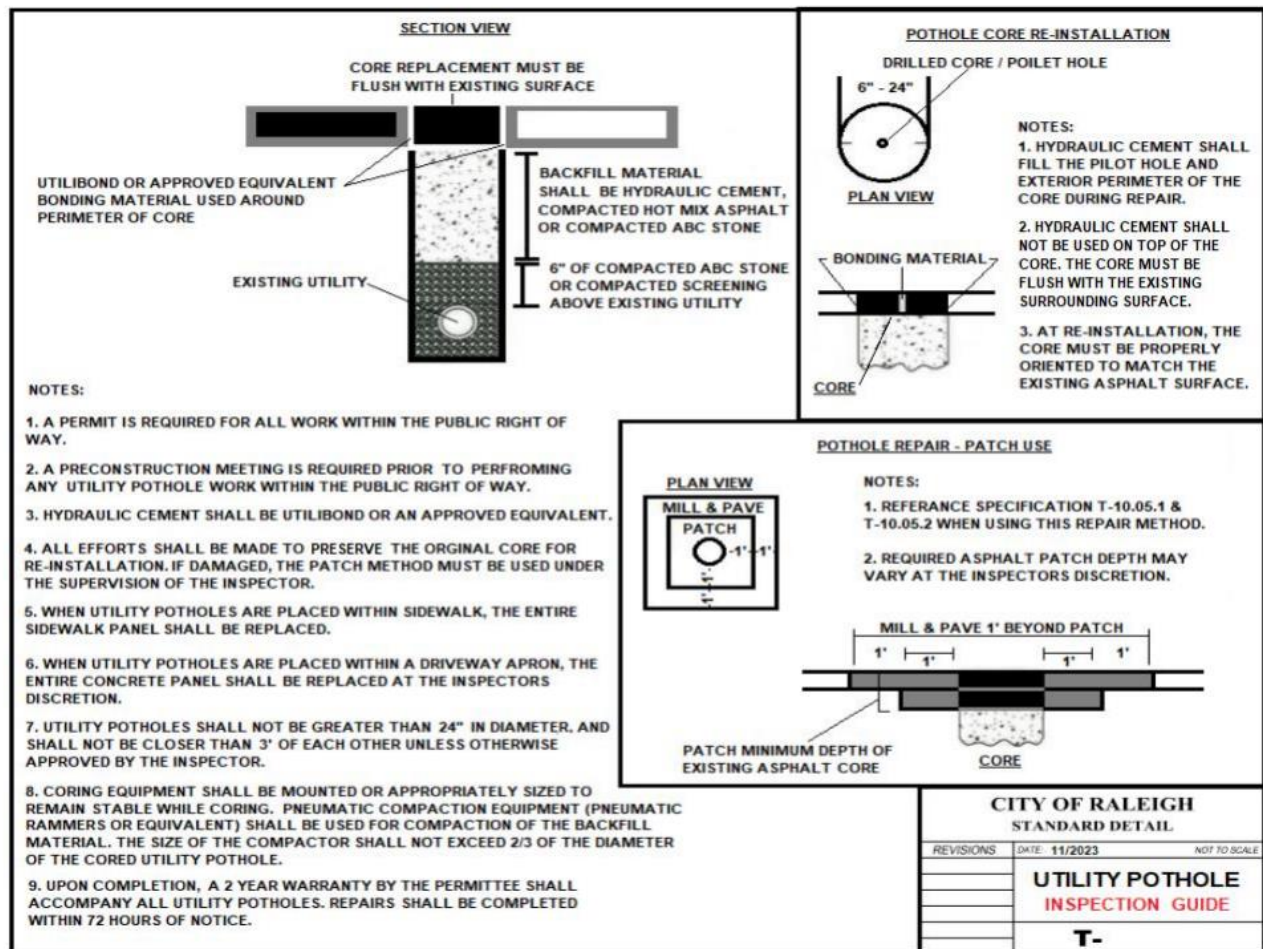 SECTION VIEW
CORE REPLACEMENT MUST BE
FLUSH WITH EXISTING SURFACE
UTILIBOND OR APPROVED EQUIVALENT
BONDING MATERIAL USED AROUND
PERIMETER OF CORE
BACKFILL MATERIAL
SHALL BE HYDRAULIC CEMENT,
COMPACTED HOT MIX ASPHALT
OR COMPACTED ABC STONE
EXISTING UTILITY
6" OF COMPACTED ABC STONE
OR COMPACTED SCREENING
ABOVE EXISTING UTILITY
NOTES:
1. A PERMIT IS REQUIRED FOR ALL WORK WITHIN THE PUBLIC RIGHT OF
WAY.
2. A PRECONSTRUCTION MEETING IS REQUIRED PRIOR TO PERFROMING
ANY UTILITY POTHOLE WORK WITHIN THE PUBLIC RIGHT OF WAY.
3. HYDRAULIC CEMENT SHALL BE UTILIBOND OR AN APPROVED EQUIVALENT.
4. ALL EFFORTS SHALL BE MADE TO PRESERVE THE ORGINAL CORE FOR
RE-INSTALLATION. IF DAMAGED, THE PATCH METHOD MUST BE USED UNDER
THE SUPERVISION OF THE INSPECTOR.
5. WHEN UTILITY POTHOLES ARE PLACED WITHIN SIDEWALK, THE ENTIRE
SIDEWALK PANEL SHALL BE REPLACED.
6. WHEN UTILITY POTHOLES ARE PLACED WITHIN A DRIVEWAY APRON, THE
ENTIRE CONCRETE PANEL SHALL BE REPLACED AT THE INSPECTORS
DISCRETION.
7. UTILITY POTHOLES SHALL NOT BE GREATER THAN 24" IN DIAMETER, AND
SHALL NOT BE CLOSER THAN 3' OF EACH OTHER UNLESS OTHERWISE
APPROVED BY THE INSPECTOR.
8. CORING EQUIPMENT SHALL BE MOUNTED OR APPROPRIATELY SIZED TO
REMAIN STABLE WHILE CORING. PNEUMATIC COMPACTION EQUIPMENT (PNEUMATIC
RAMMERS OR EQUIVALENT) SHALL BE USED FOR COMPACTION OF THE BACKFILL
MATERIAL. THE SIZE OF THE COMPACTOR SHALL NOT EXCEED 2/3 OF THE DIAMETER
OF THE CORED UTILITY POTHOLE.
9. UPON COMPLETION, A 2 YEAR WARRANTY BY THE PERMITTEE SHALL
ACCOMPANY ALL UTILITY POTHOLES. REPAIRS SHALL BE COMPLETED
WITHIN 72 HOURS OF NOTICE.
POTHOLE CORE RE-INSTALLATION
DRILLED CORE / POILET HOLE
6" - 24"
PLAN VIEW
BONDING MATERIAL
CORE
NOTES:
1. HYDRAULIC CEMENT SHALL
FILL THE PILOT HOLE AND
EXTERIOR PERIMETER OF THE
CORE DURING REPAIR.
2. HYDRAULIC CEMENT SHALL
NOT BE USED ON TOP OF THE
CORE. THE CORE MUST BE
FLUSH WITH THE EXISTING
SURROUNDING SURFACE.
3. AT RE-INSTALLATION, THE
CORE MUST BE PROPERLY
ORIENTED TO MATCH THE
EXISTING ASPHALT SURFACE.
POTHOLE REPAIR - PATCH USE
PLAN VIEW
MILL & PAVE
PATCH
1' 1'
1'
1'
NOTES:
1. REFERANCE SPECIFICATION T-10.05.1 &
T-10.05.2 WHEN USING THIS REPAIR METHOD.
2. REQUIRED ASPHALT PATCH DEPTH MAY
VARY AT THE INSPECTORS DISCRETION.
MILL & PAVE 1' BEYOND PATCH
1' 1' 1' 1'
PATCH MINIMUM DEPTH OF
EXISTING ASPHALT CORE
CORE
CITY OF RALEIGH
STANDARD DETAIL
REVISIONS DATE: 11/2023 NOT TO SCALE
UTILITY POTHOLE
INSPECTION GUIDE
T-